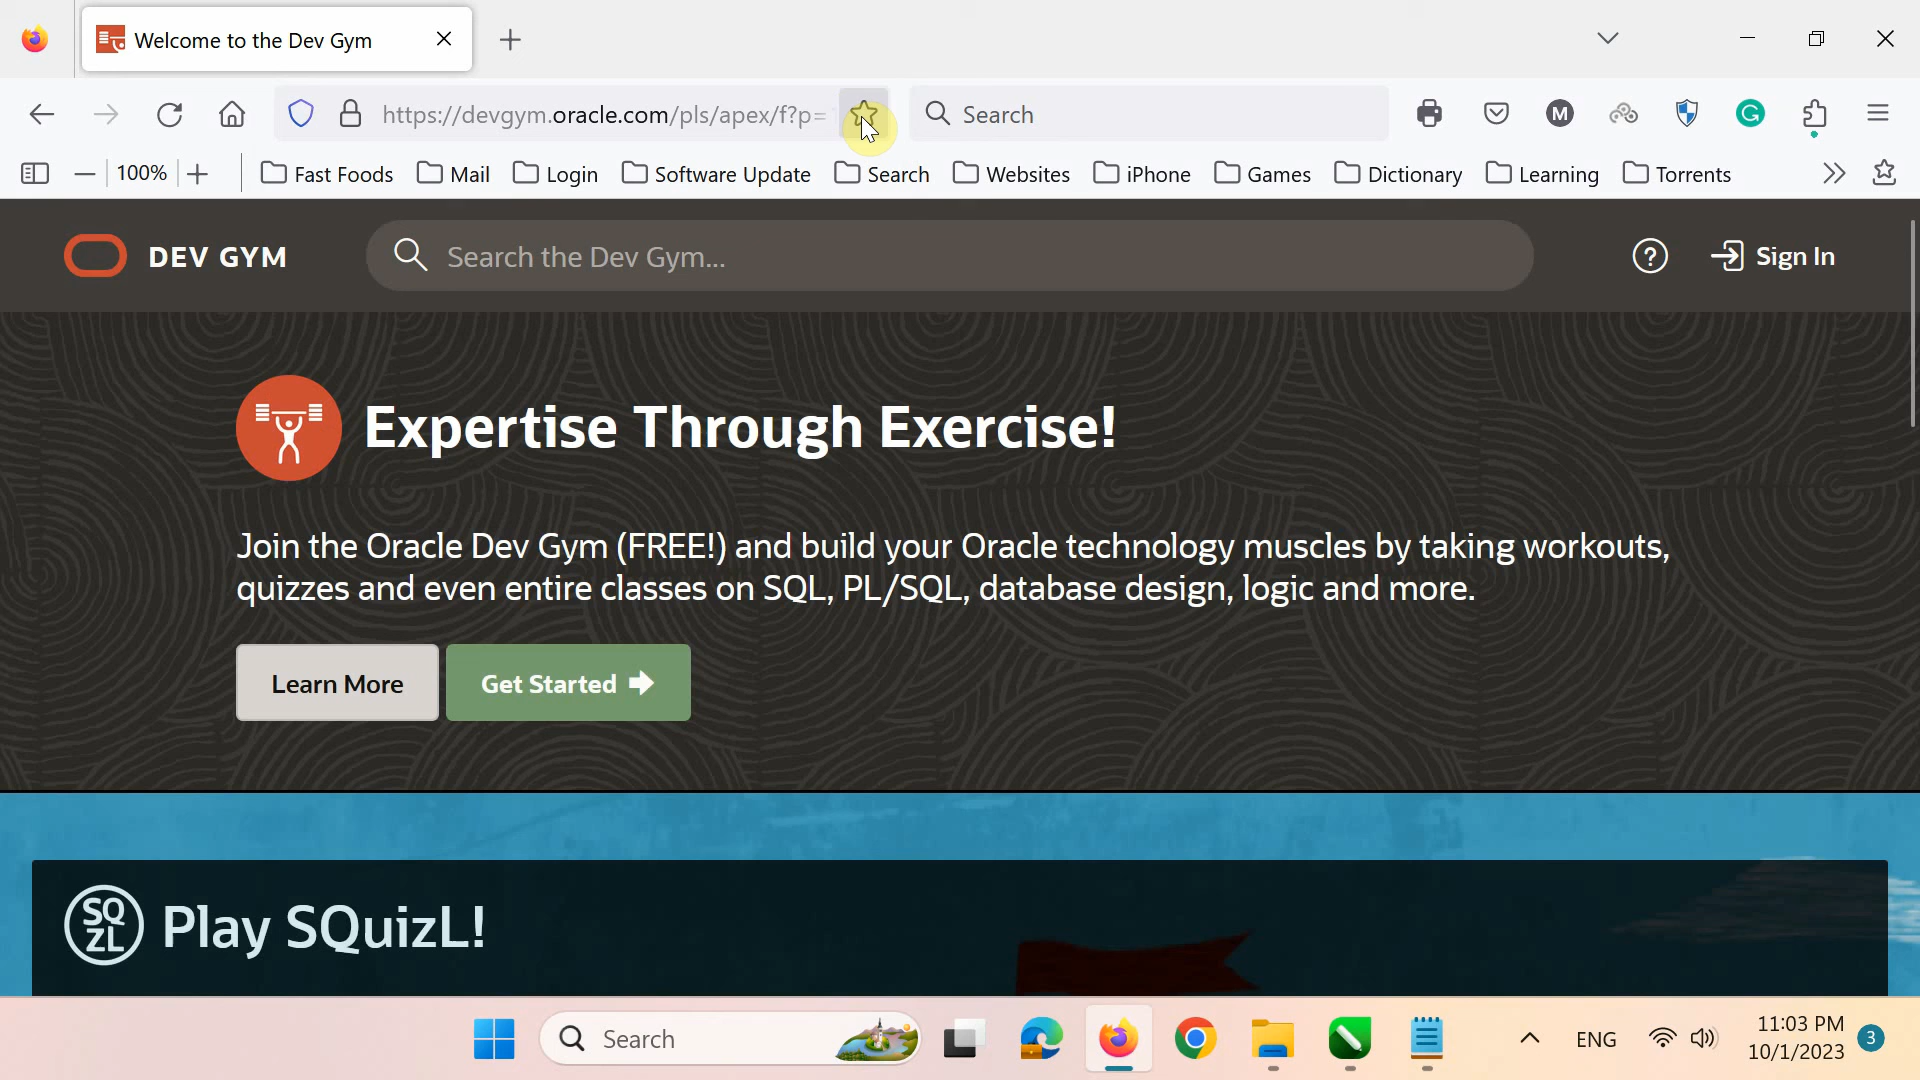 Welcome to the Dev Gym
https://devgym.oracle.com/pls/apex/f?p=
Search
M
G
100%
Fast Foods
Mail
Login
Software Update
Search
Websites
iPhone
Games
Dictionary
Learning
Torrents
DEV GYM
Search the Dev Gym...
?
Sign In
Expertise Through Exercise!
Join the Oracle Dev Gym (FREE!) and build your Oracle technology muscles by taking workouts,
quizzes and even entire classes on SQL, PL/SQL, database design, logic and more.
Learn More
Get Started
SQ
ZL
Play SQuizL!
Search
ENG
11:03 PM
10/1/2023
3